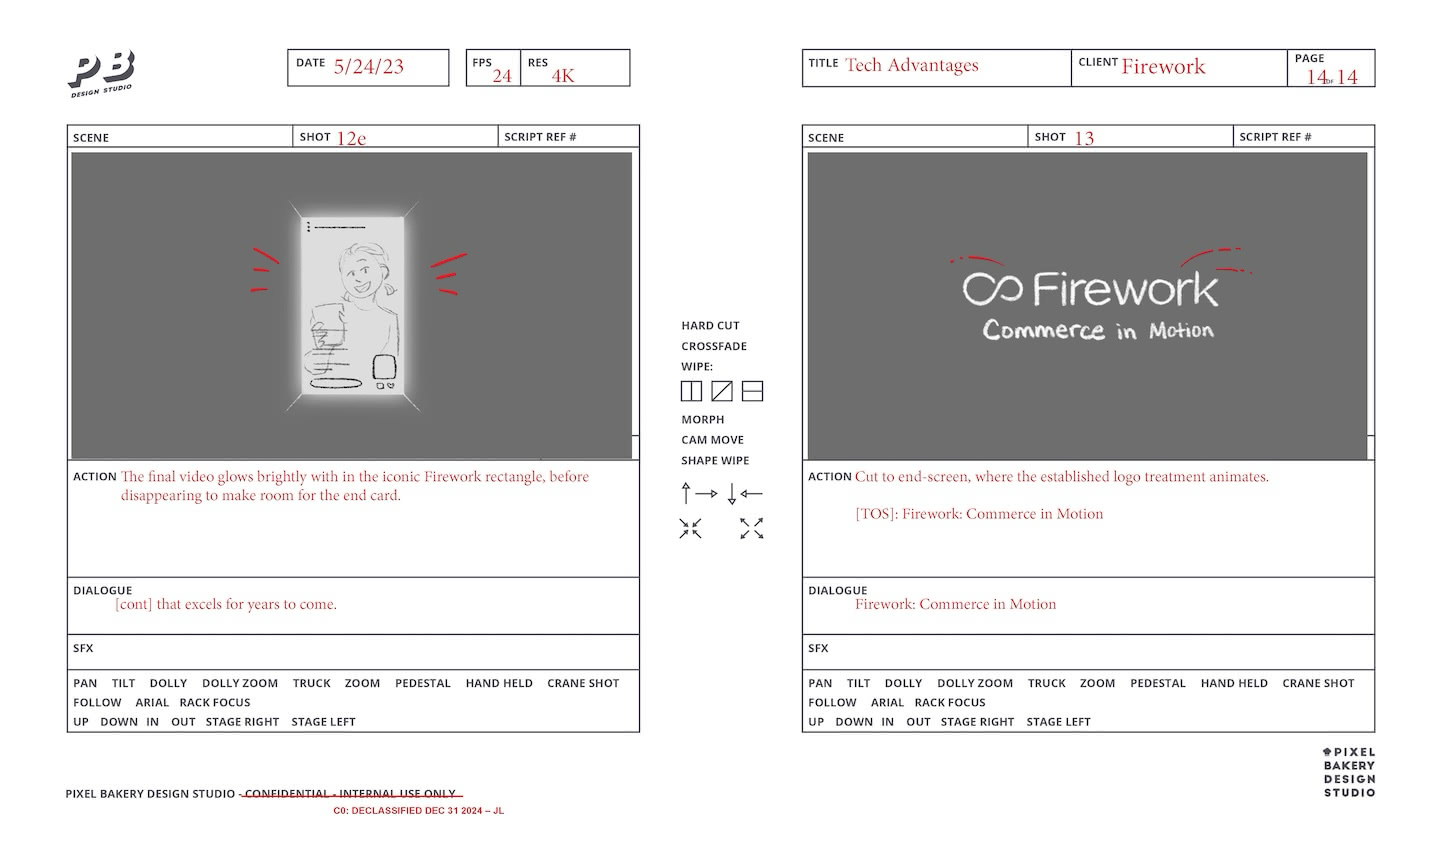 PB
DESIGN STUDIO
DATE 5/24/23
FPS 24
RES 4K
TITLE Tech Advantages
CLIENT Firework
PAGE 14 OF 14
SCENE
SHOT 12e
SCRIPT REF #
ACTION The final video glows brightly with in the iconic Firework rectangle, before
disappearing to make room for the end card.
DIALOGUE
[cont] that excels for years to come.
SFX
PAN TILT DOLLY DOLLY ZOOM TRUCK ZOOM PEDESTAL HAND HELD CRANE SHOT
FOLLOW ARIAL RACK FOCUS
UP DOWN IN OUT STAGE RIGHT STAGE LEFT
HARD CUT
CROSSFADE
WIPE:
MORPH
CAM MOVE
SHAPE WIPE
SCENE
SHOT 13
SCRIPT REF #
Firework
Commerce in Motion
ACTION Cut to end-screen, where the established logo treatment animates.
[TOS]: Firework: Commerce in Motion
DIALOGUE
Firework: Commerce in Motion
SFX
PAN TILT DOLLY DOLLY ZOOM TRUCK ZOOM PEDESTAL HAND HELD CRANE SHOT
FOLLOW ARIAL RACK FOCUS
UP DOWN IN OUT STAGE RIGHT STAGE LEFT
PIXEL BAKERY DESIGN STUDIO - CONFIDENTIAL - INTERNAL USE ONLY
C0: DECLASSIFIED DEC 31 2024 – JL
PIXEL
BAKERY
DESIGN
STUDIO